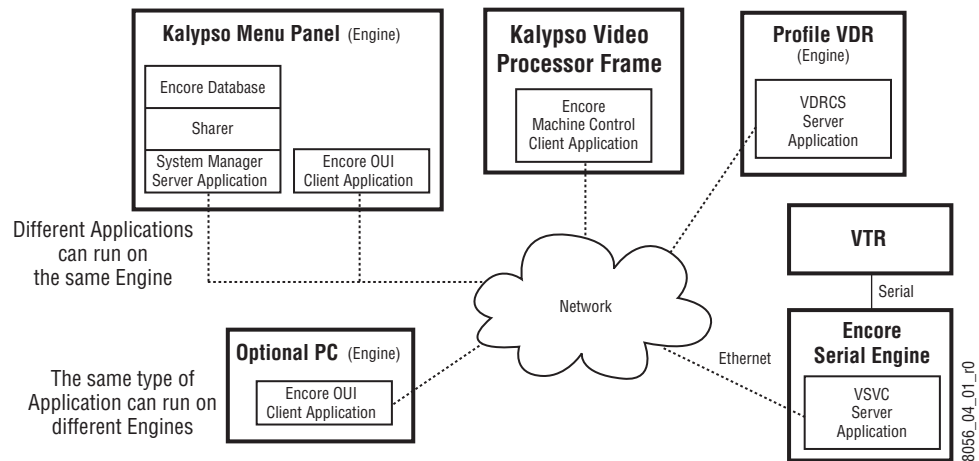 Kalypso Menu Panel (Engine)
Encore Database
Sharer
System Manager
Server Application
Encore OUI
Client Application
Kalypso Video
Processor Frame
Encore
Machine Control
Client Application
Profile VDR
(Engine)
VDRCS
Server
Application
Different Applications
can run on
the same Engine
VTR
Serial
Network
Encore
Serial Engine
Ethernet
VSVC
Server
Application
Optional PC (Engine)
Encore OUI
Client Application
The same type of
Application can run on
different Engines
8056_04_01_r0